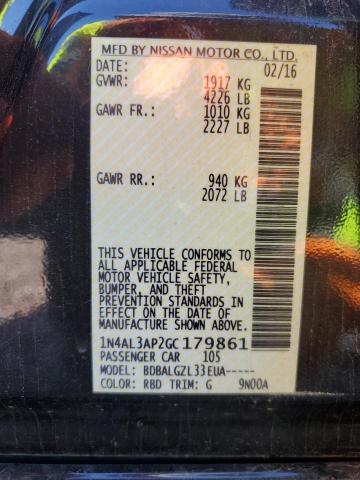 MFD BY NISSAN MOTOR CO., LTD.
DATE: 02/16
GVWR: 1917 KG
4226 LB
GAWR FR.: 1010 KG
2227 LB
GAWR RR.: 940 KG
2072 LB
THIS VEHICLE CONFORMS TO
ALL APPLICABLE FEDERAL
MOTOR VEHICLE SAFETY,
BUMPER, AND THEFT
PREVENTION STANDARDS IN
EFFECT ON THE DATE OF
MANUFACTURE SHOWN ABOVE.
1N4AL3AP2GC179861
PASSENGER CAR 105
MODEL: BDBALGZL33EUA-----
COLOR: RBD TRIM: G 9N00A